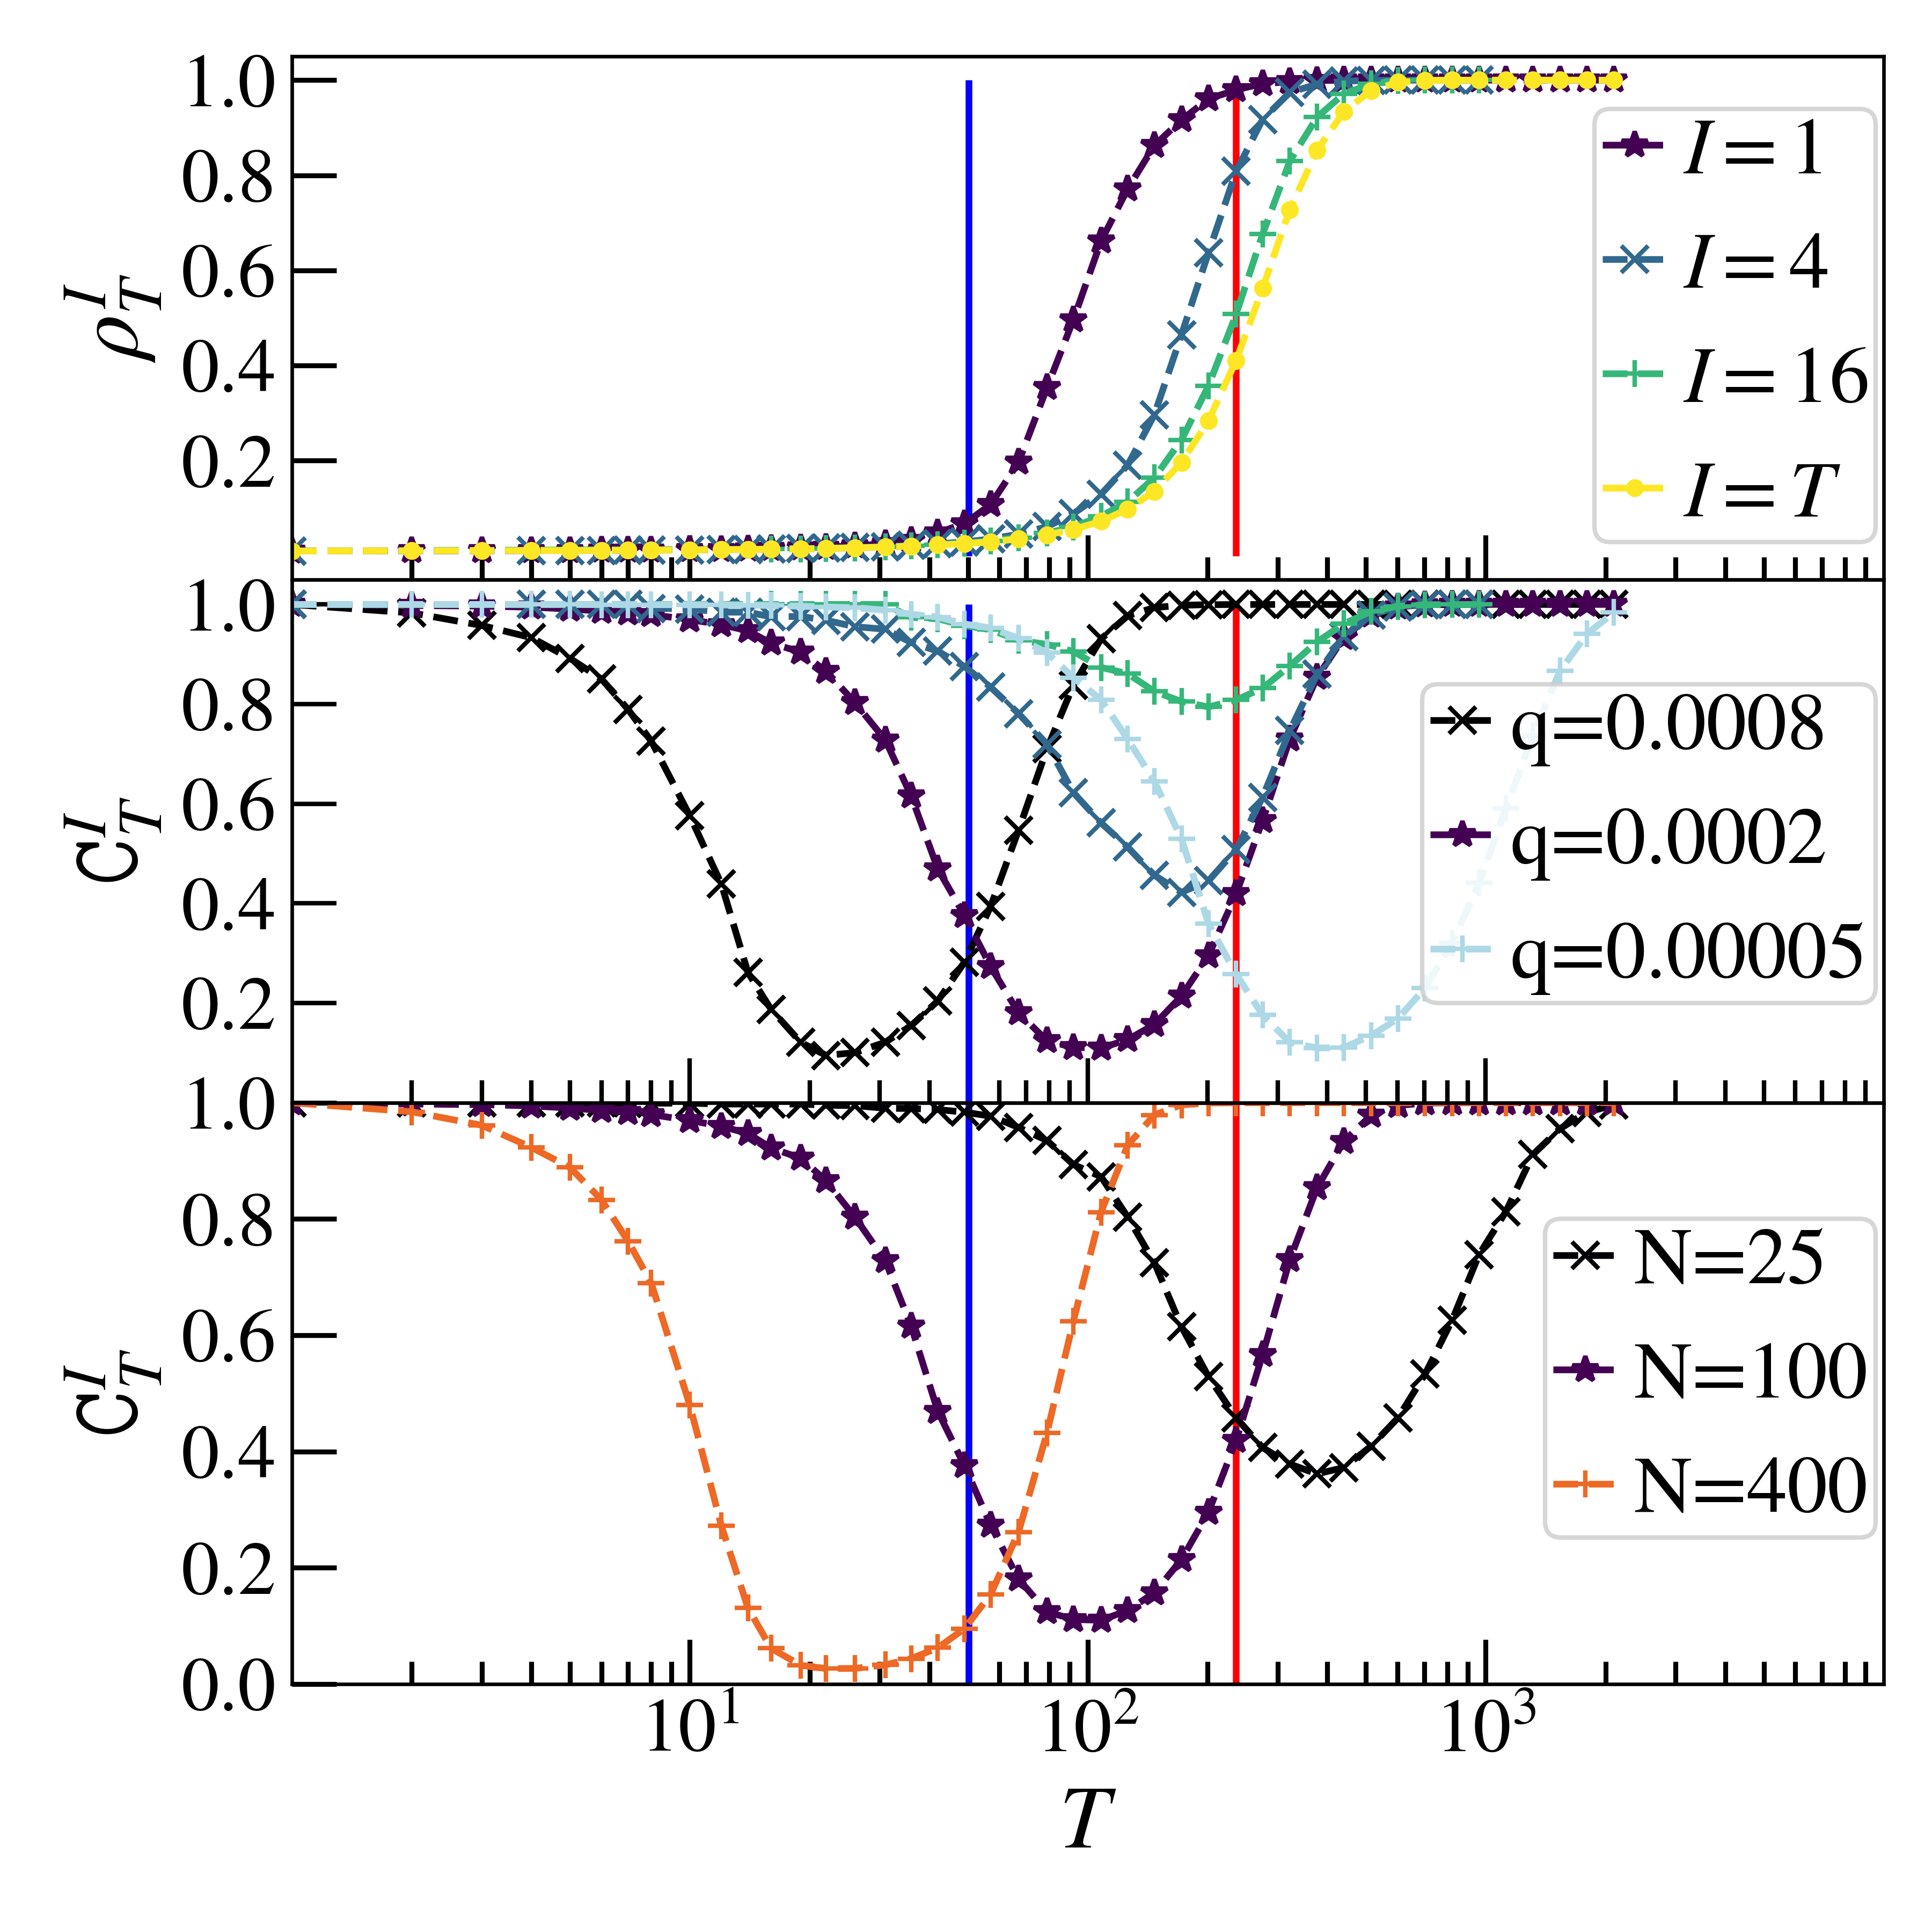 1.0
0.8
0.6
0.4
0.2
ρ_T^I
I = 1
I = 4
I = 16
I = T
1.0
0.8
0.6
0.4
0.2
C_T^I
q=0.0008
q=0.0002
q=0.00005
1.0
0.8
0.6
0.4
0.2
0.0
C_T^I
N=25
N=100
N=400
10^1 10^2 10^3
T